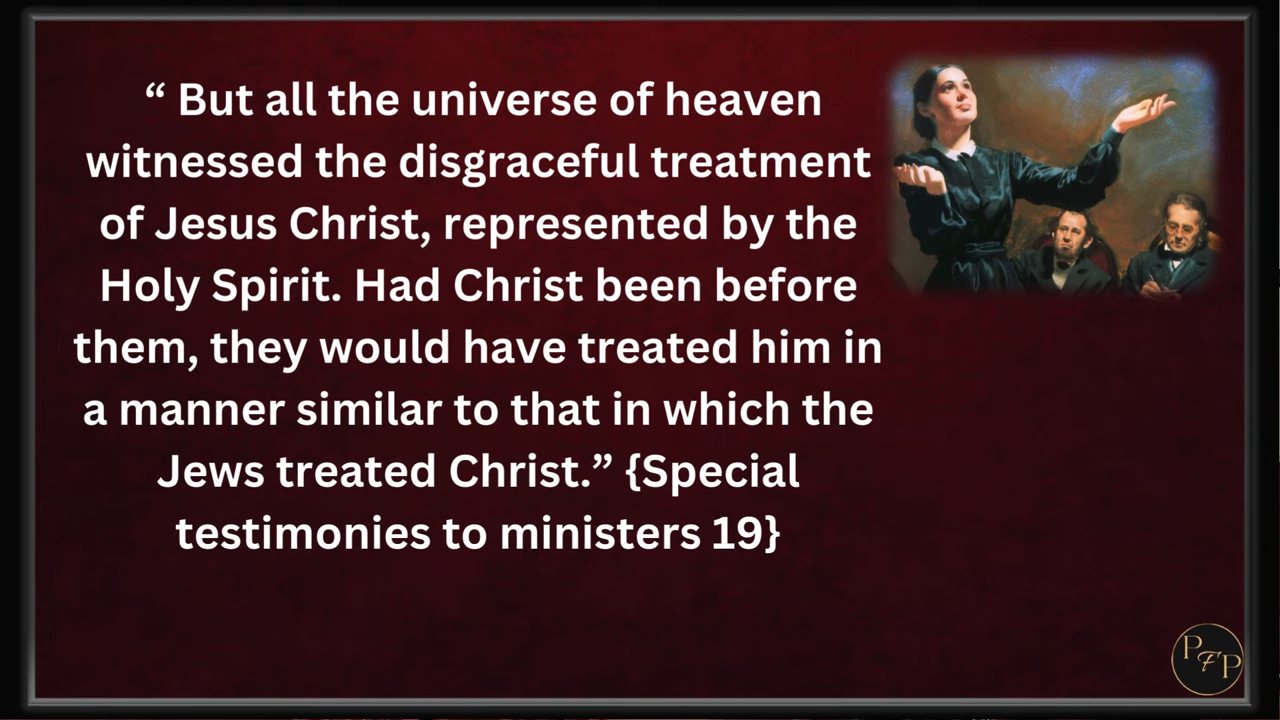 “ But all the universe of heaven
witnessed the disgraceful treatment
of Jesus Christ, represented by the
Holy Spirit. Had Christ been before
them, they would have treated him in
a manner similar to that in which the
Jews treated Christ.” {Special
testimonies to ministers 19}
PFP